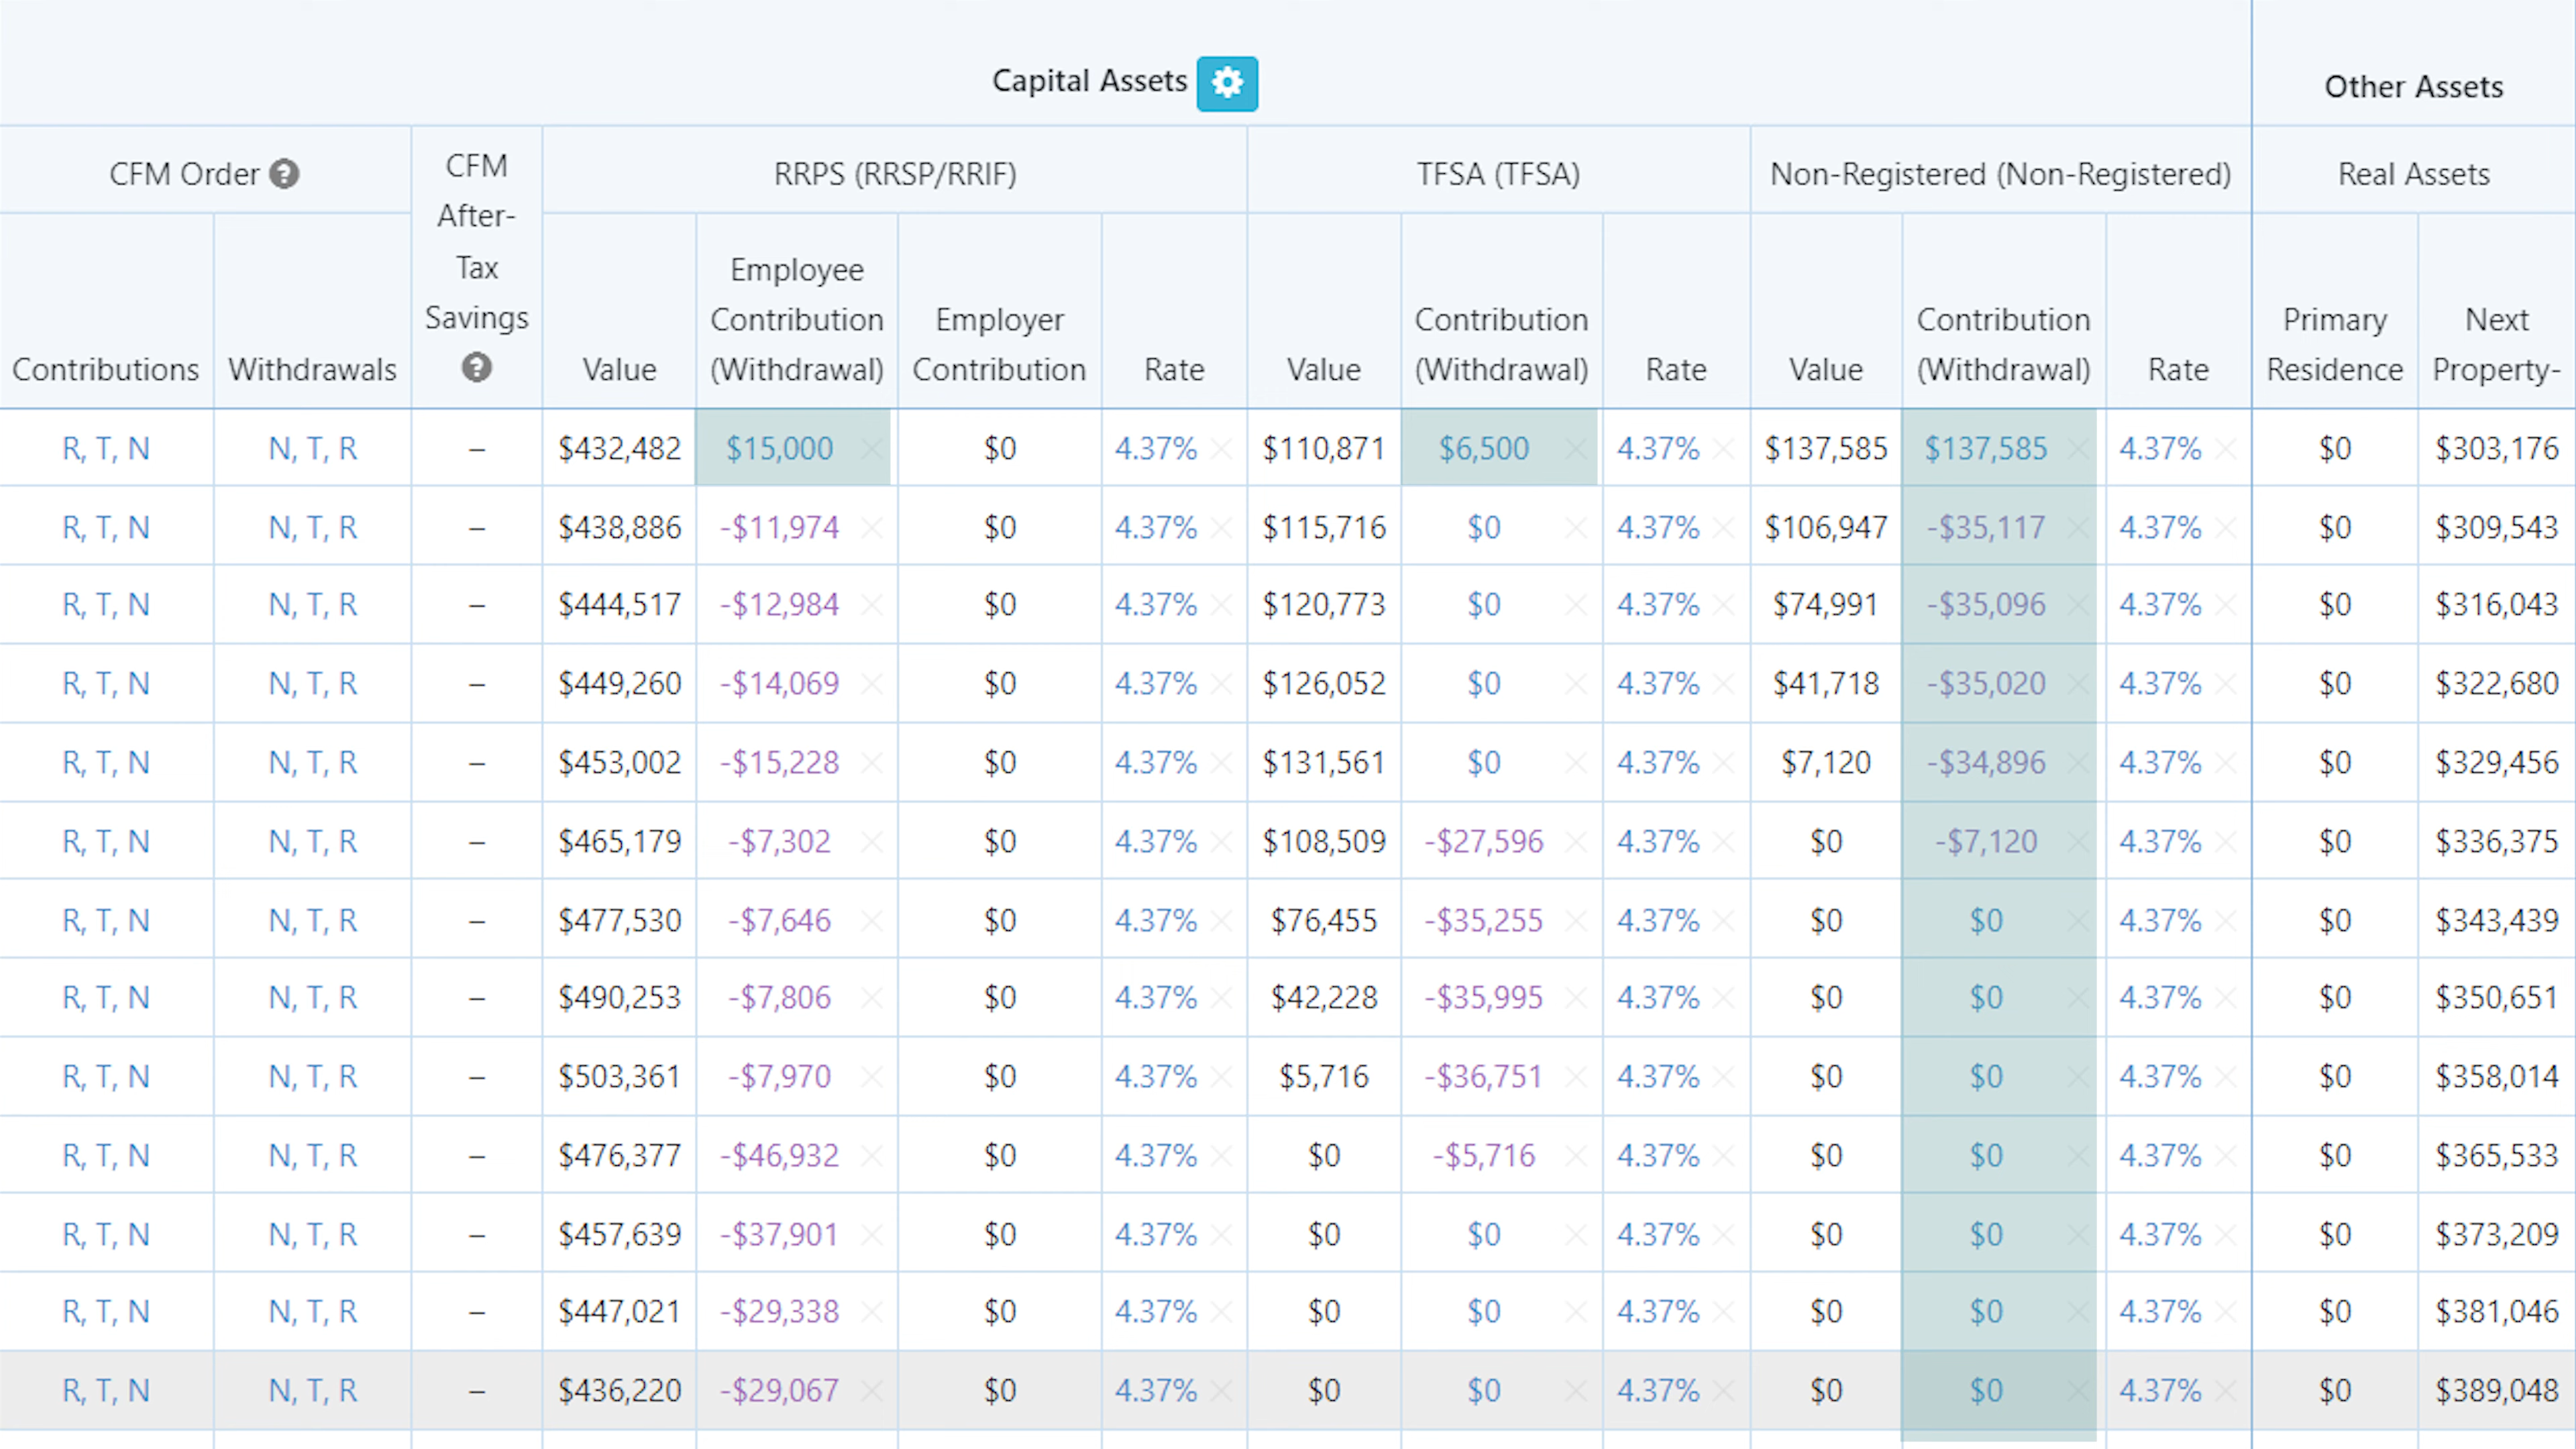 Capital Assets
Other Assets
CFM Order ?
CFM After-Tax Savings ?
RRPS (RRSP/RRIF)
TFSA (TFSA)
Non-Registered (Non-Registered)
Real Assets
Contributions Withdrawals Value Employee Contribution (Withdrawal) Employer Contribution Rate Value Contribution (Withdrawal) Rate Value Contribution (Withdrawal) Rate Primary Residence Next Property-
R, T, N N, T, R – $432,482 $15,000 × $0 4.37% × $110,871 $6,500 × 4.37% × $137,585 $137,585 × 4.37% × $0 $303,176
R, T, N N, T, R – $438,886 -$11,974 × $0 4.37% × $115,716 $0 × 4.37% × $106,947 -$35,117 × 4.37% × $0 $309,543
R, T, N N, T, R – $444,517 -$12,984 × $0 4.37% × $120,773 $0 × 4.37% × $74,991 -$35,096 × 4.37% × $0 $316,043
R, T, N N, T, R – $449,260 -$14,069 × $0 4.37% × $126,052 $0 × 4.37% × $41,718 -$35,020 × 4.37% × $0 $322,680
R, T, N N, T, R – $453,002 -$15,228 × $0 4.37% × $131,561 $0 × 4.37% × $7,120 -$34,896 × 4.37% × $0 $329,456
R, T, N N, T, R – $465,179 -$7,302 × $0 4.37% × $108,509 -$27,596 × 4.37% × $0 -$7,120 × 4.37% × $0 $336,375
R, T, N N, T, R – $477,530 -$7,646 × $0 4.37% × $76,455 -$35,255 × 4.37% × $0 $0 × 4.37% × $0 $343,439
R, T, N N, T, R – $490,253 -$7,806 × $0 4.37% × $42,228 -$35,995 × 4.37% × $0 $0 × 4.37% × $0 $350,651
R, T, N N, T, R – $503,361 -$7,970 × $0 4.37% × $5,716 -$36,751 × 4.37% × $0 $0 × 4.37% × $0 $358,014
R, T, N N, T, R – $476,377 -$46,932 × $0 4.37% × $0 -$5,716 × 4.37% × $0 $0 × 4.37% × $0 $365,533
R, T, N N, T, R – $457,639 -$37,901 × $0 4.37% × $0 $0 × 4.37% × $0 $0 × 4.37% × $0 $373,209
R, T, N N, T, R – $447,021 -$29,338 × $0 4.37% × $0 $0 × 4.37% × $0 $0 × 4.37% × $0 $381,046
R, T, N N, T, R – $436,220 -$29,067 × $0 4.37% × $0 $0 × 4.37% × $0 $0 × 4.37% × $0 $389,048